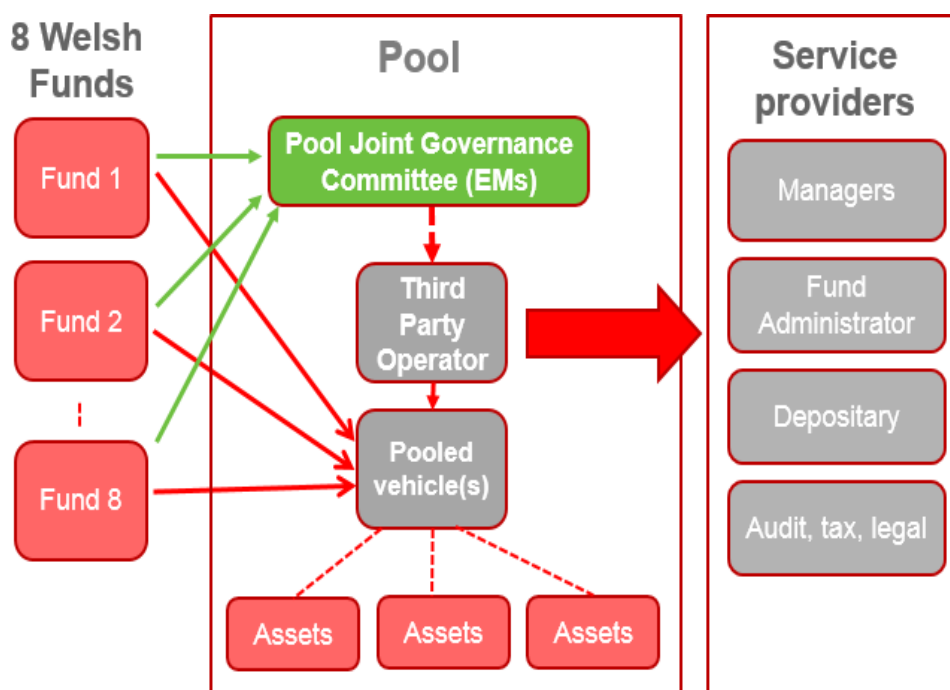 8 Welsh
Funds
Fund 1
Fund 2
Fund 8
Pool
Pool Joint Governance
Committee (EMs)
Third
Party
Operator
Pooled
vehicle(s)
Assets
Assets
Assets
Service
providers
Managers
Fund
Administrator
Depositary
Audit, tax, legal